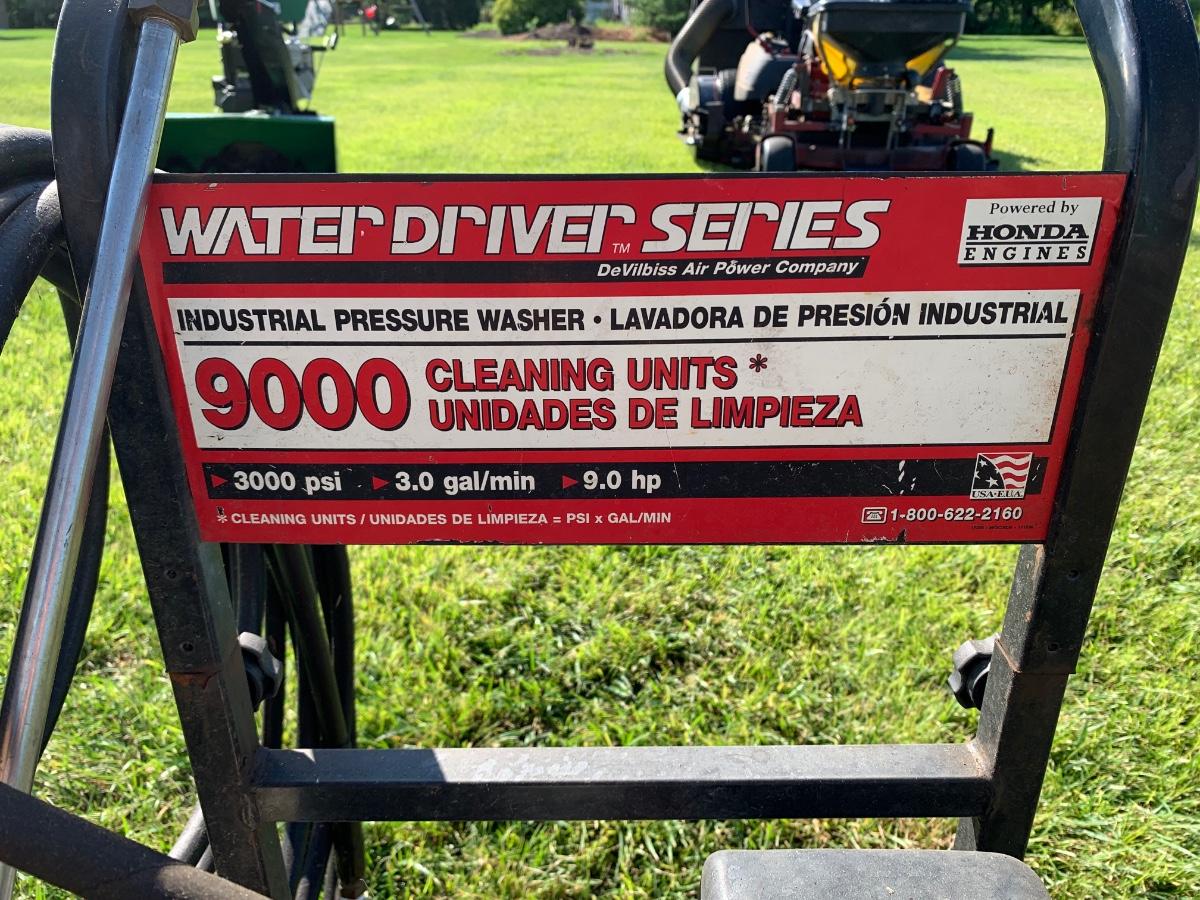 WATER DRIVER SERIES TM
DeVilbiss Air Power Company
Powered by
HONDA
ENGINES
INDUSTRIAL PRESSURE WASHER • LAVADORA DE PRESIÓN INDUSTRIAL
9000 CLEANING UNITS *
UNIDADES DE LIMPIEZA
3000 psi 3.0 gal/min 9.0 hp
USA•E.U.A.
* CLEANING UNITS / UNIDADES DE LIMPIEZA = PSI x GAL/MIN
1-800-622-2160